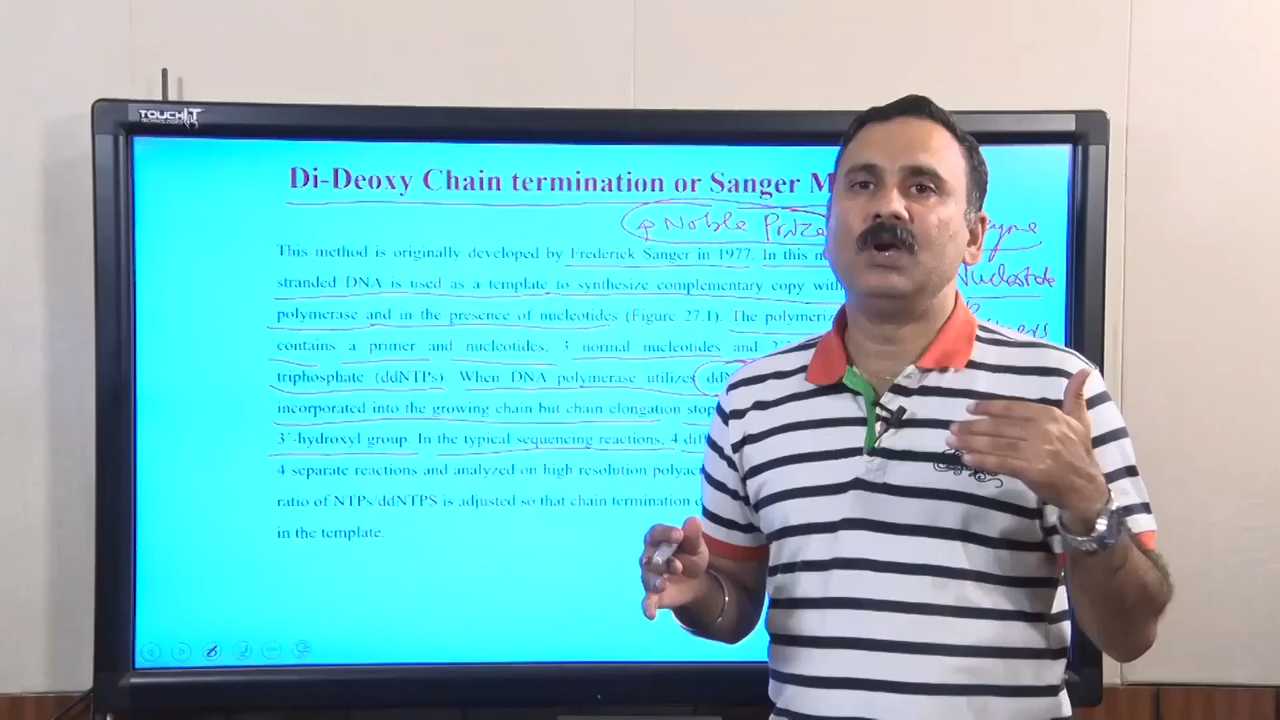 TOUCHIT
TECHNOLOGIES
Di-Deoxy Chain termination or Sanger M
↑ Noble Prize
This method is originally developed by Frederick Sanger in 1977. In this m
Nucleotide
stranded DNA is used as a template to synthesize complementary copy with
polymerase and in the presence of nucleotides (Figure 27.1). The polymeriz
contains a primer and nucleotides, 3 normal nucleotides and 2'
triphosphate (ddNTPs). When DNA polymerase utilizes ddN
incorporated into the growing chain but chain elongation stop
3´-hydroxyl group. In the typical sequencing reactions, 4 dif
4 separate reactions and analyzed on high resolution polyac
ratio of NTPs/ddNTPS is adjusted so that chain termination
in the template.